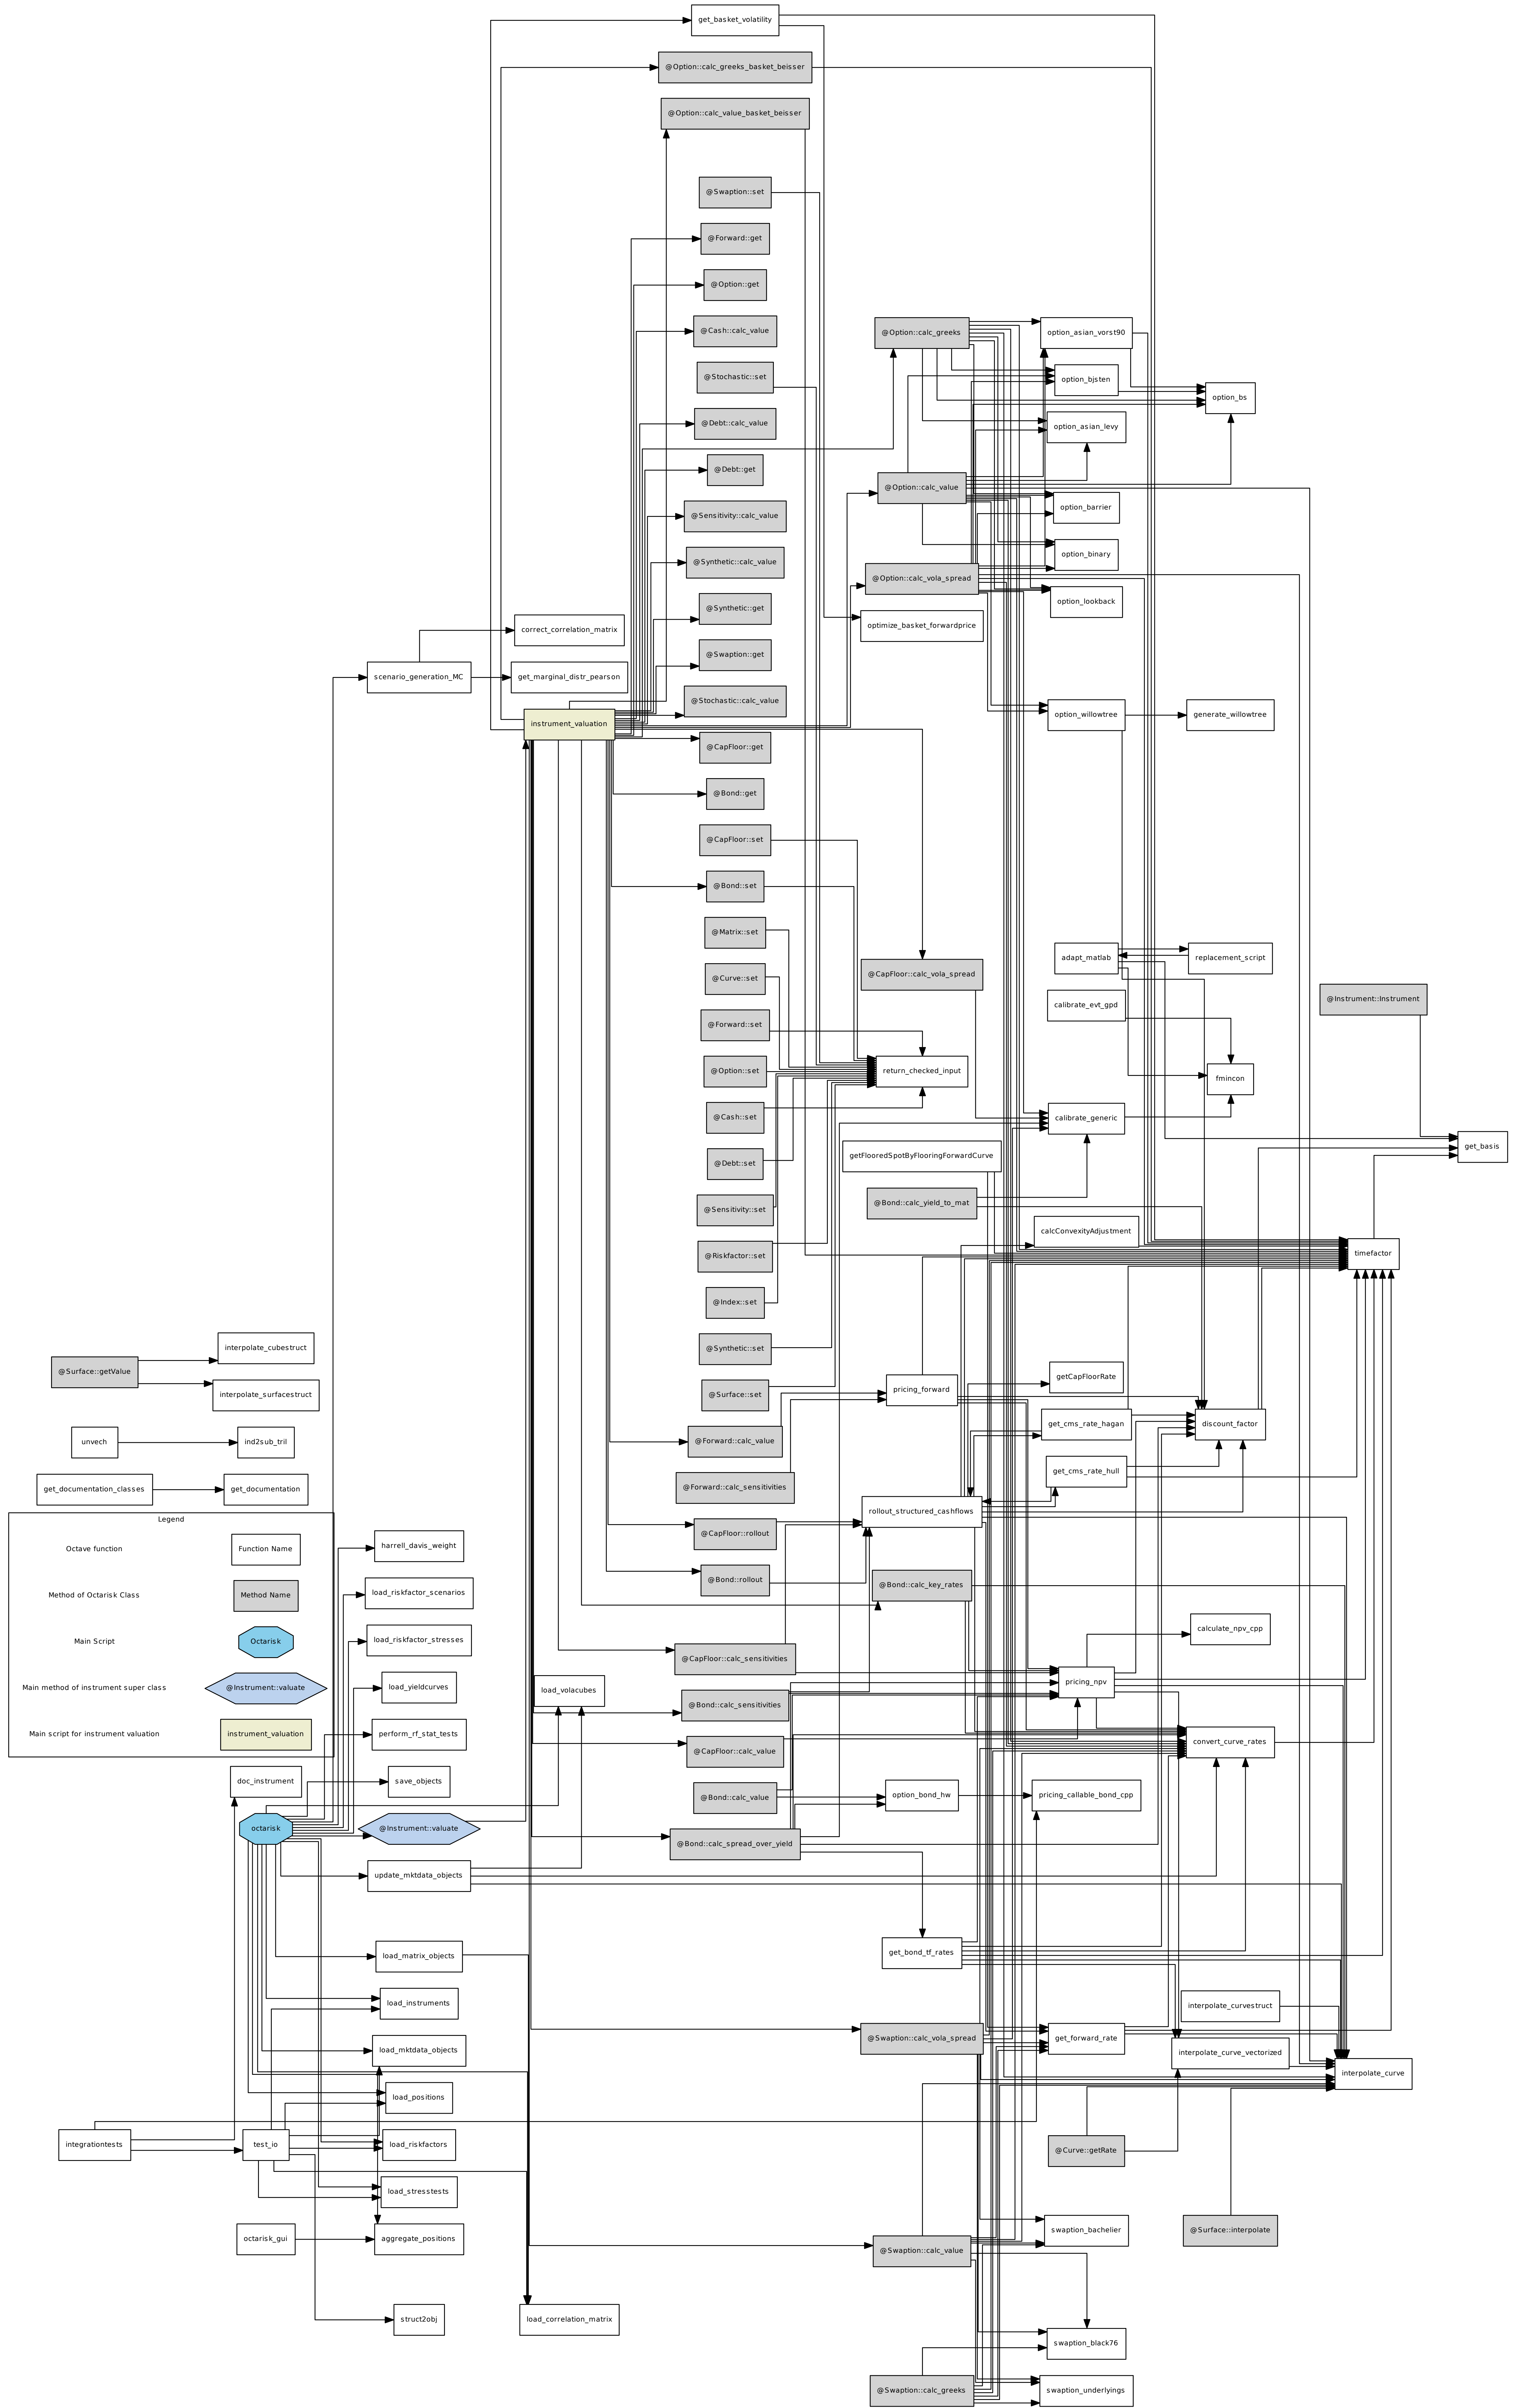 get_basket_volatility
@Option::calc_greeks_basket_beisser
@Option::calc_value_basket_beisser
@Swaption::set
@Forward::get
@Option::get
@Cash::calc_value
@Stochastic::set
@Debt::calc_value
@Debt::get
@Sensitivity::calc_value
@Synthetic::calc_value
@Synthetic::get
@Swaption::get
@Stochastic::calc_value
@CapFloor::get
@Bond::get
@CapFloor::set
@Bond::set
@Matrix::set
@Curve::set
@Forward::set
@Option::set
@Cash::set
@Debt::set
@Sensitivity::set
@Riskfactor::set
@Index::set
@Synthetic::set
@Surface::set
@Forward::calc_value
@Forward::calc_sensitivities
@CapFloor::rollout
@Bond::rollout
@CapFloor::calc_sensitivities
@Bond::calc_sensitivities
@CapFloor::calc_value
@Bond::calc_value
@Bond::calc_spread_over_yield
correct_correlation_matrix
scenario_generation_MC
get_marginal_distr_pearson
instrument_valuation
load_volacubes
load_correlation_matrix
@Option::calc_greeks
@Option::calc_value
@Option::calc_vola_spread
optimize_basket_forwardprice
@CapFloor::calc_vola_spread
return_checked_input
getFlooredSpotByFlooringForwardCurve
@Bond::calc_yield_to_mat
pricing_forward
rollout_structured_cashflows
@Bond::calc_key_rates
option_bond_hw
get_bond_tf_rates
@Swaption::calc_vola_spread
@Swaption::calc_value
@Swaption::calc_greeks
option_asian_vorst90
option_bjsten
option_asian_levy
option_barrier
option_binary
option_lookback
option_willowtree
adapt_matlab
calibrate_evt_gpd
calibrate_generic
calcConvexityAdjustment
getCapFloorRate
get_cms_rate_hagan
get_cms_rate_hull
pricing_npv
pricing_callable_bond_cpp
get_forward_rate
@Curve::getRate
swaption_bachelier
swaption_black76
swaption_underlyings
option_bs
generate_willowtree
replacement_script
fmincon
discount_factor
calculate_npv_cpp
convert_curve_rates
interpolate_curvestruct
interpolate_curve_vectorized
@Surface::interpolate
@Instrument::Instrument
get_basis
timefactor
interpolate_curve
@Surface::getValue
interpolate_cubestruct
interpolate_surfacestruct
unvech
ind2sub_tril
get_documentation_classes
get_documentation
Legend
Octave function
Function Name
Method of Octarisk Class
Method Name
Main Script
Octarisk
Main method of instrument super class
@Instrument::valuate
Main script for instrument valuation
instrument_valuation
doc_instrument
octarisk
harrell_davis_weight
load_riskfactor_scenarios
load_riskfactor_stresses
load_yieldcurves
perform_rf_stat_tests
save_objects
@Instrument::valuate
update_mktdata_objects
load_matrix_objects
load_instruments
load_mktdata_objects
load_positions
integrationtests
test_io
load_riskfactors
load_stresstests
octarisk_gui
aggregate_positions
struct2obj